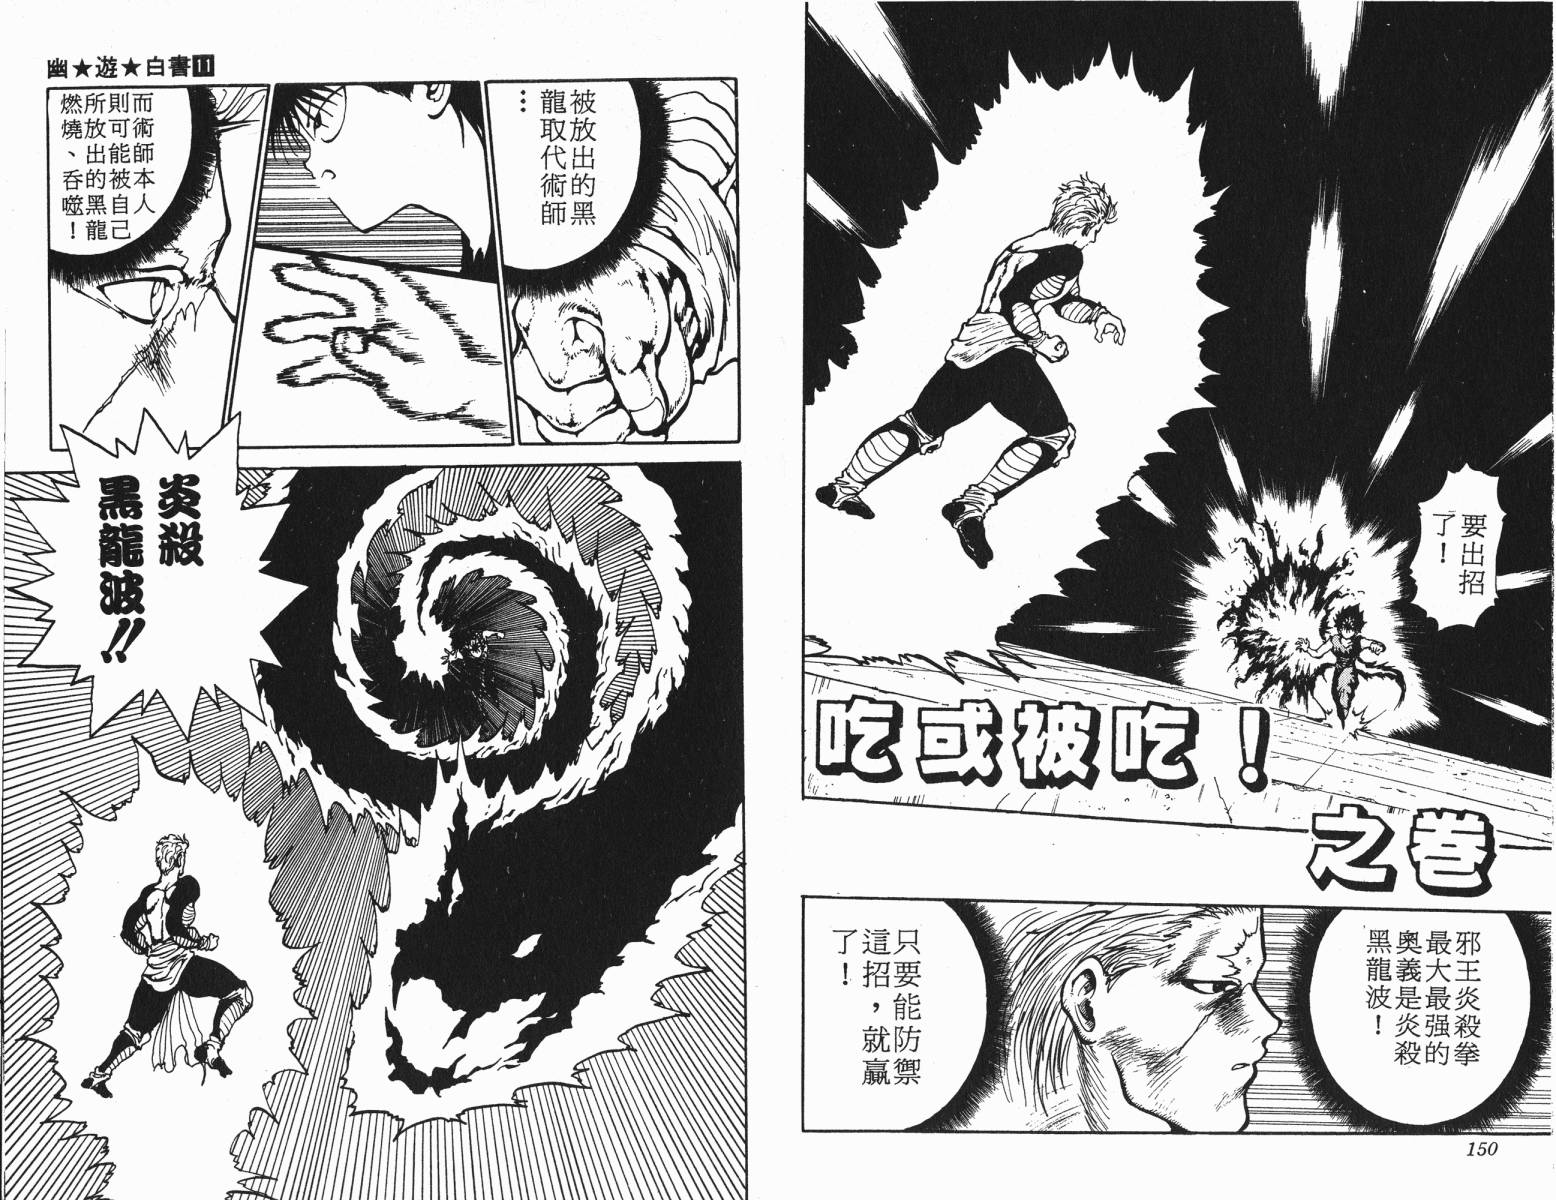 要出招
了！
吃或被吃！
之巻
邪王炎殺拳
最大最强的
奧義是炎殺
黑龍波！
只要能防禦
這招，就贏
了！
150
幽★遊★白書11
被放出的黑
龍取代術師
…
而術師本人
則可能被自己
所放出的黑龍
燃燒、吞噬！
炎殺
黑龍波!!